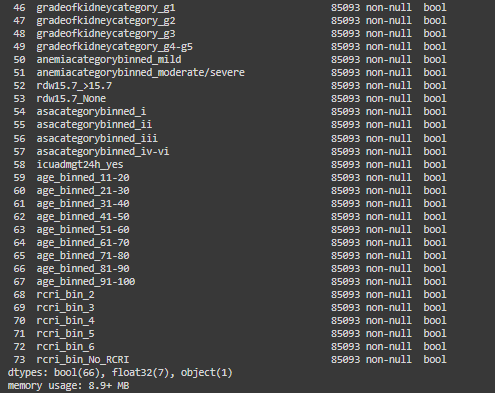 46 gradeofkidneycategory_g1 85093 non-null bool
47 gradeofkidneycategory_g2 85093 non-null bool
48 gradeofkidneycategory_g3 85093 non-null bool
49 gradeofkidneycategory_g4-g5 85093 non-null bool
50 anemiacategorybinned_mild 85093 non-null bool
51 anemiacategorybinned_moderate/severe 85093 non-null bool
52 rdw15.7_>15.7 85093 non-null bool
53 rdw15.7_None 85093 non-null bool
54 asacategorybinned_i 85093 non-null bool
55 asacategorybinned_ii 85093 non-null bool
56 asacategorybinned_iii 85093 non-null bool
57 asacategorybinned_iv-vi 85093 non-null bool
58 icuadmgt24h_yes 85093 non-null bool
59 age_binned_11-20 85093 non-null bool
60 age_binned_21-30 85093 non-null bool
61 age_binned_31-40 85093 non-null bool
62 age_binned_41-50 85093 non-null bool
63 age_binned_51-60 85093 non-null bool
64 age_binned_61-70 85093 non-null bool
65 age_binned_71-80 85093 non-null bool
66 age_binned_81-90 85093 non-null bool
67 age_binned_91-100 85093 non-null bool
68 rcri_bin_2 85093 non-null bool
69 rcri_bin_3 85093 non-null bool
70 rcri_bin_4 85093 non-null bool
71 rcri_bin_5 85093 non-null bool
72 rcri_bin_6 85093 non-null bool
73 rcri_bin_No_RCRI 85093 non-null bool
dtypes: bool(66), float32(7), object(1)
memory usage: 8.9+ MB